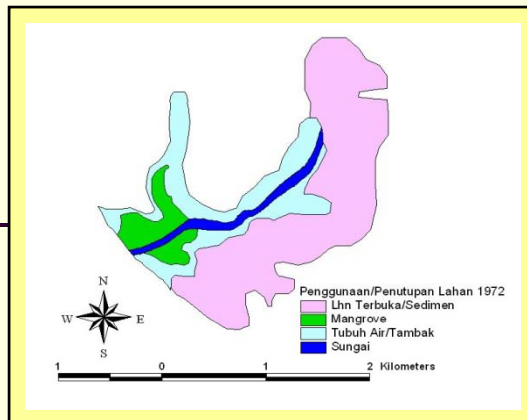 Penggunaan/Penutupan Lahan 1972
Lhn Terbuka/Sedimen
Mangrove
Tubuh Air/Tambak
Sungai
N
W E
S
1 0 1 2 Kilometers